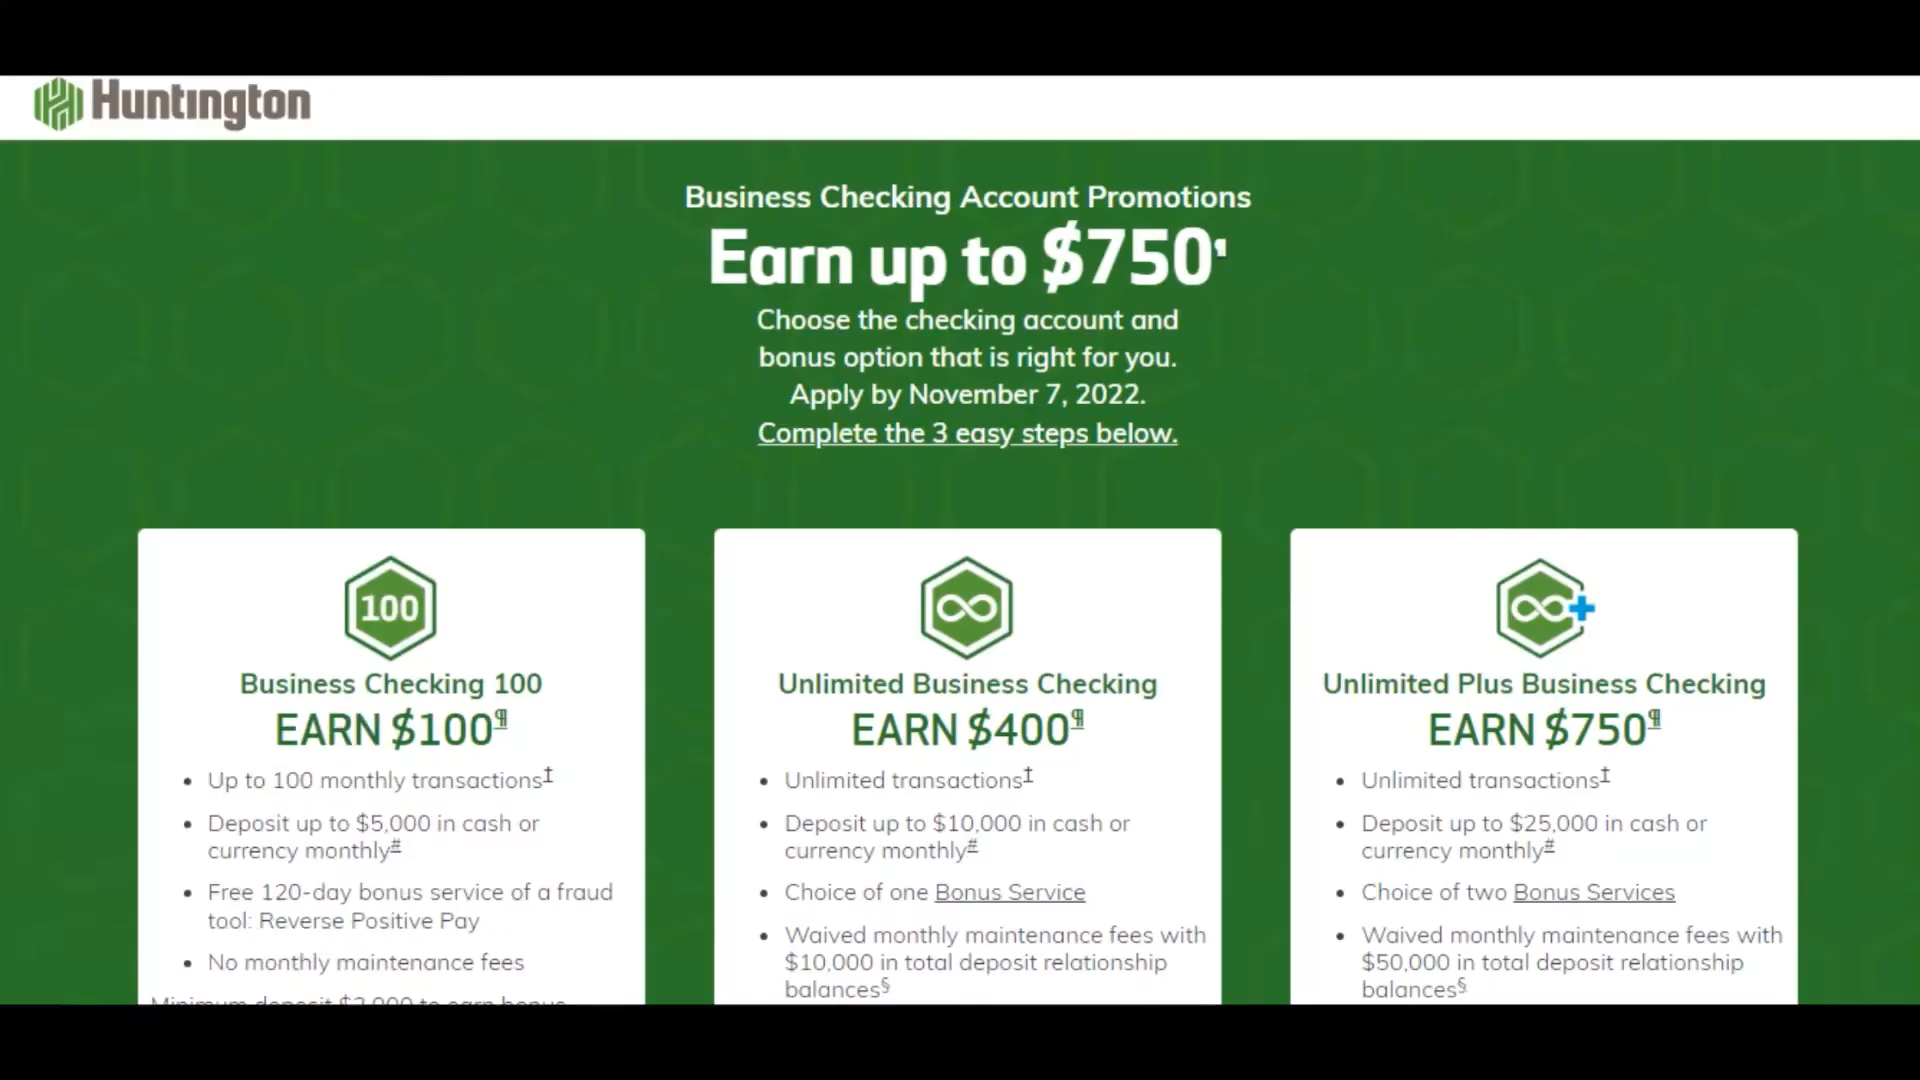 Huntington
Business Checking Account Promotions
Earn up to $750¶
Choose the checking account and
bonus option that is right for you.
Apply by November 7, 2022.
Complete the 3 easy steps below.
100
Business Checking 100
EARN $100¶
• Up to 100 monthly transactions‡
• Deposit up to $5,000 in cash or
currency monthly#
• Free 120-day bonus service of a fraud
tool: Reverse Positive Pay
• No monthly maintenance fees
Minimum deposit $2,000 to earn bonus
Unlimited Business Checking
EARN $400¶
• Unlimited transactions‡
• Deposit up to $10,000 in cash or
currency monthly#
• Choice of one Bonus Service
• Waived monthly maintenance fees with
$10,000 in total deposit relationship
balances§
Unlimited Plus Business Checking
EARN $750¶
• Unlimited transactions‡
• Deposit up to $25,000 in cash or
currency monthly#
• Choice of two Bonus Services
• Waived monthly maintenance fees with
$50,000 in total deposit relationship
balances§